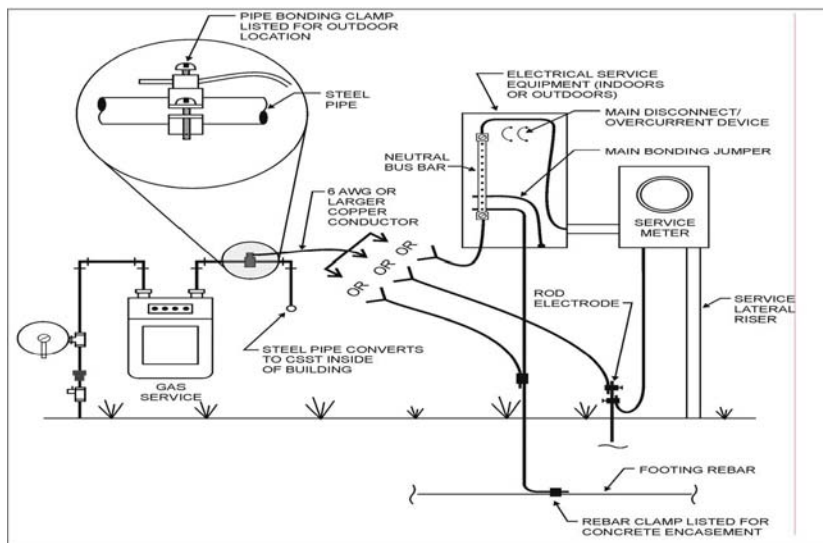 PIPE BONDING CLAMP
LISTED FOR OUTDOOR
LOCATION
STEEL
PIPE
ELECTRICAL SERVICE
EQUIPMENT (INDOORS
OR OUTDOORS)
MAIN DISCONNECT/
OVERCURRENT DEVICE
MAIN BONDING JUMPER
NEUTRAL
BUS BAR
6 AWG OR
LARGER
COPPER
CONDUCTOR
SERVICE
METER
OR
OR
OR
ROD
ELECTRODE
SERVICE
LATERAL
RISER
STEEL PIPE CONVERTS
TO CSST INSIDE
OF BUILDING
GAS
SERVICE
FOOTING REBAR
REBAR CLAMP LISTED FOR
CONCRETE ENCASEMENT